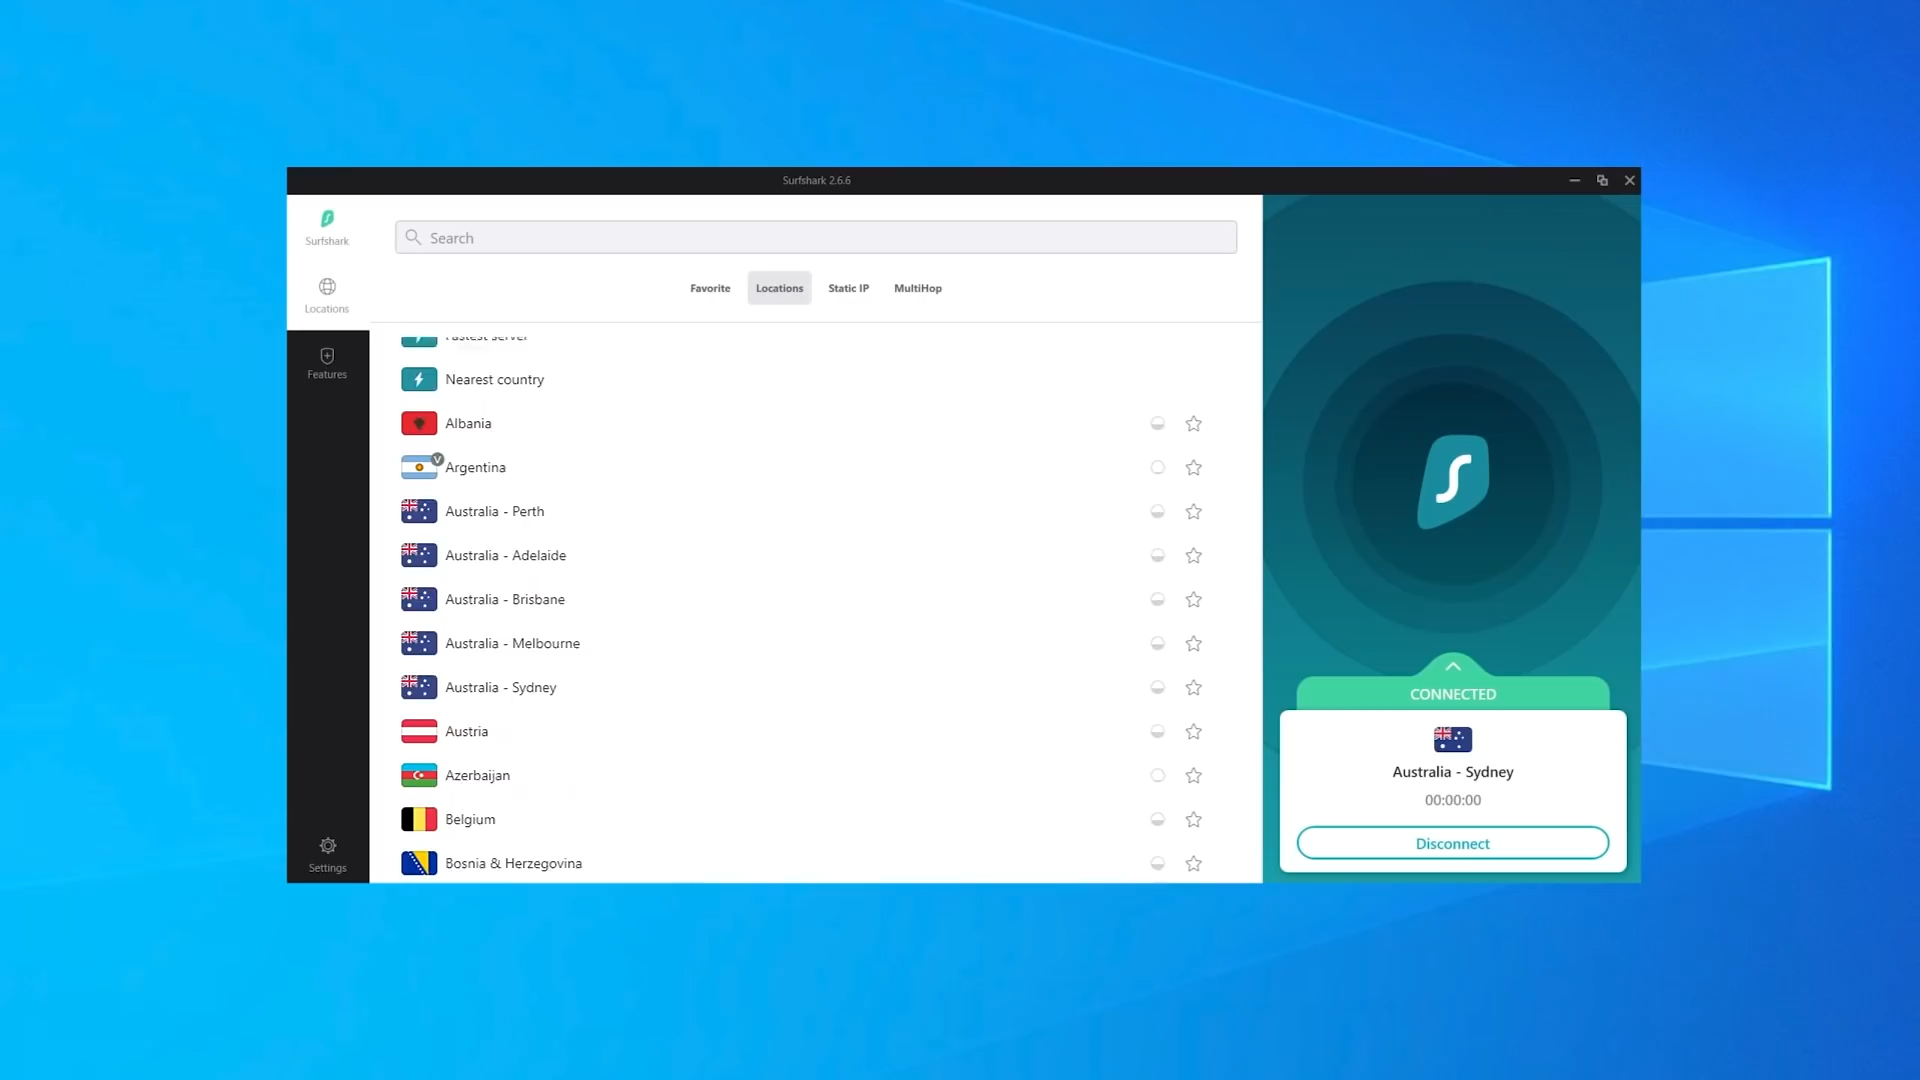 Surfshark 2.6.6
Surfshark
Locations
Features
Settings
Search
Favorite
Locations
Static IP
MultiHop
Fastest server
Nearest country
Albania
V
Argentina
Australia - Perth
Australia - Adelaide
Australia - Brisbane
Australia - Melbourne
Australia - Sydney
Austria
Azerbaijan
Belgium
Bosnia & Herzegovina
CONNECTED
Australia - Sydney
00:00:00
Disconnect